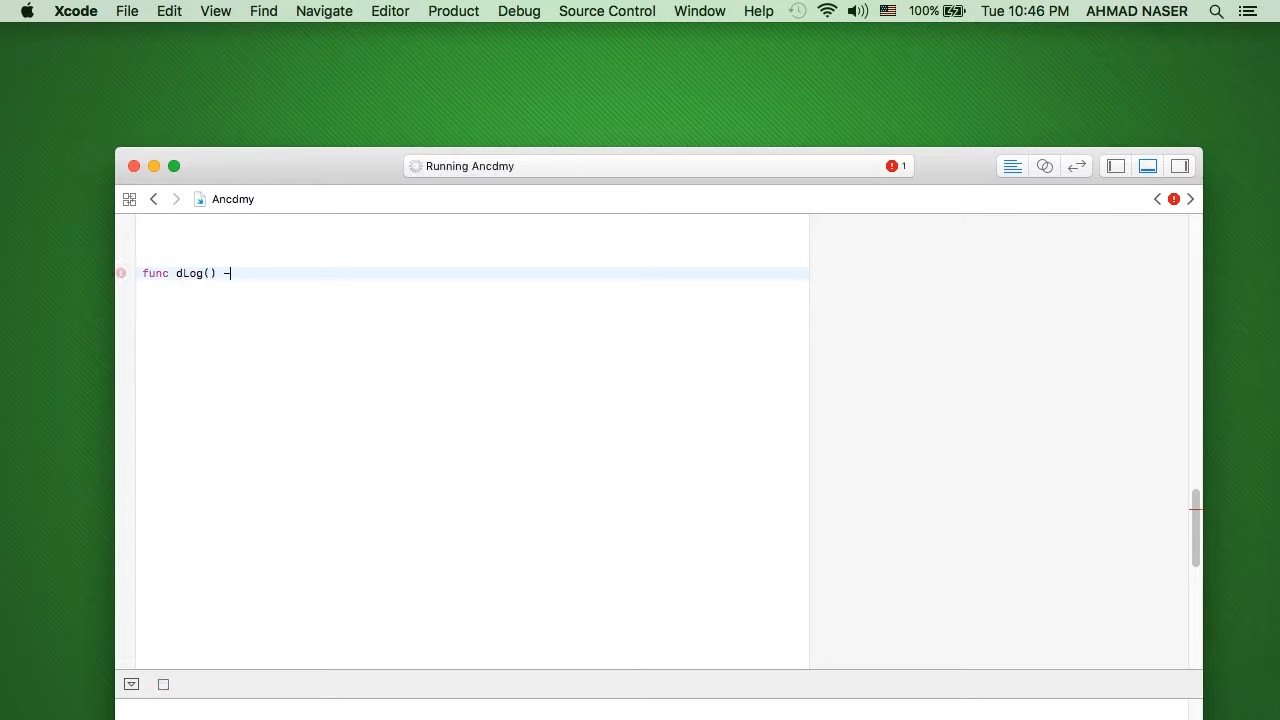 Xcode File Edit View Find Navigate Editor Product Debug Source Control Window Help 100% Tue 10:46 PM AHMAD NASER
Running Ancdmy 1
Ancdmy
func dLog() -